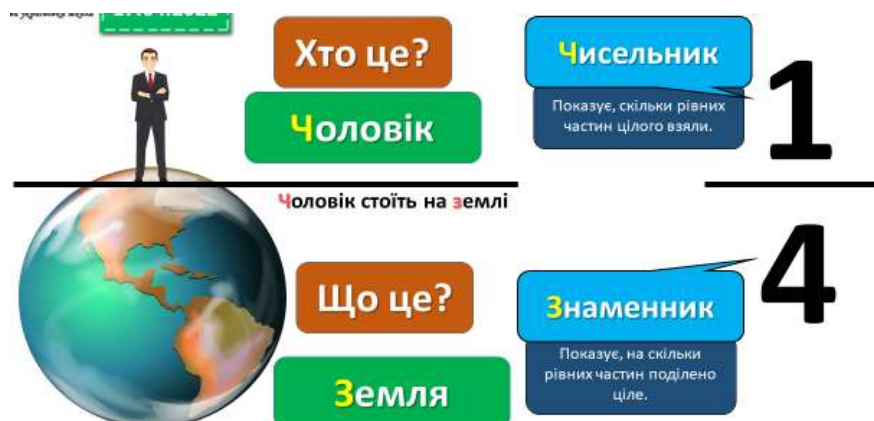 Хто це?
Чоловік
Чисельник
Показує, скільки рівних
частин цілого взяли.
1
Чоловік стоїть на землі
Що це?
Земля
Знаменник
Показує, на скільки
рівних частин поділено
ціле.
4